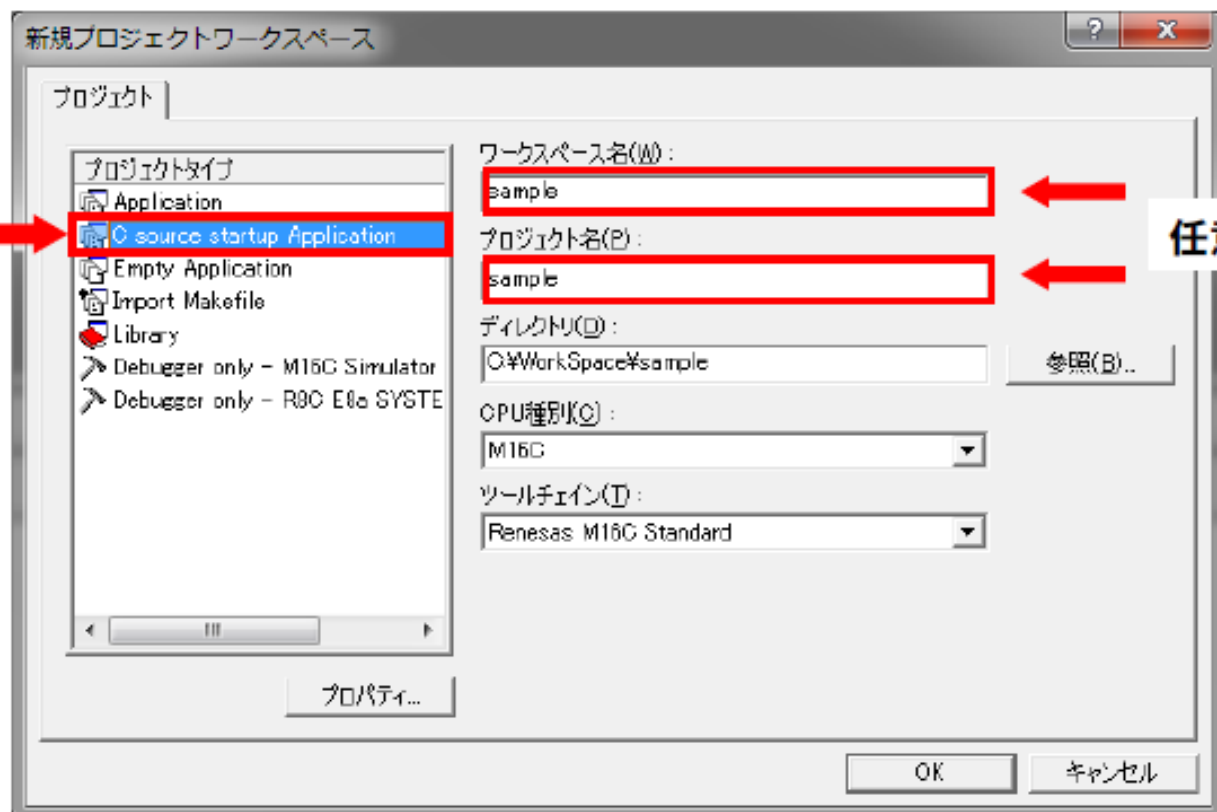 新規プロジェクトワークスペース
プロジェクト
プロジェクトタイプ
Application
C source startup Application
Empty Application
Import Makefile
Library
Debugger only - M16C Simulator
Debugger only - R8C E8a SYSTE
プロパティ...
ワークスペース名(W) :
sample
プロジェクト名(P) :
sample
任意
ディレクトリ(D) :
C:¥WorkSpace¥sample
参照(B)...
CPU種別(C) :
M16C
ツールチェイン(T) :
Renesas M16C Standard
OK
キャンセル